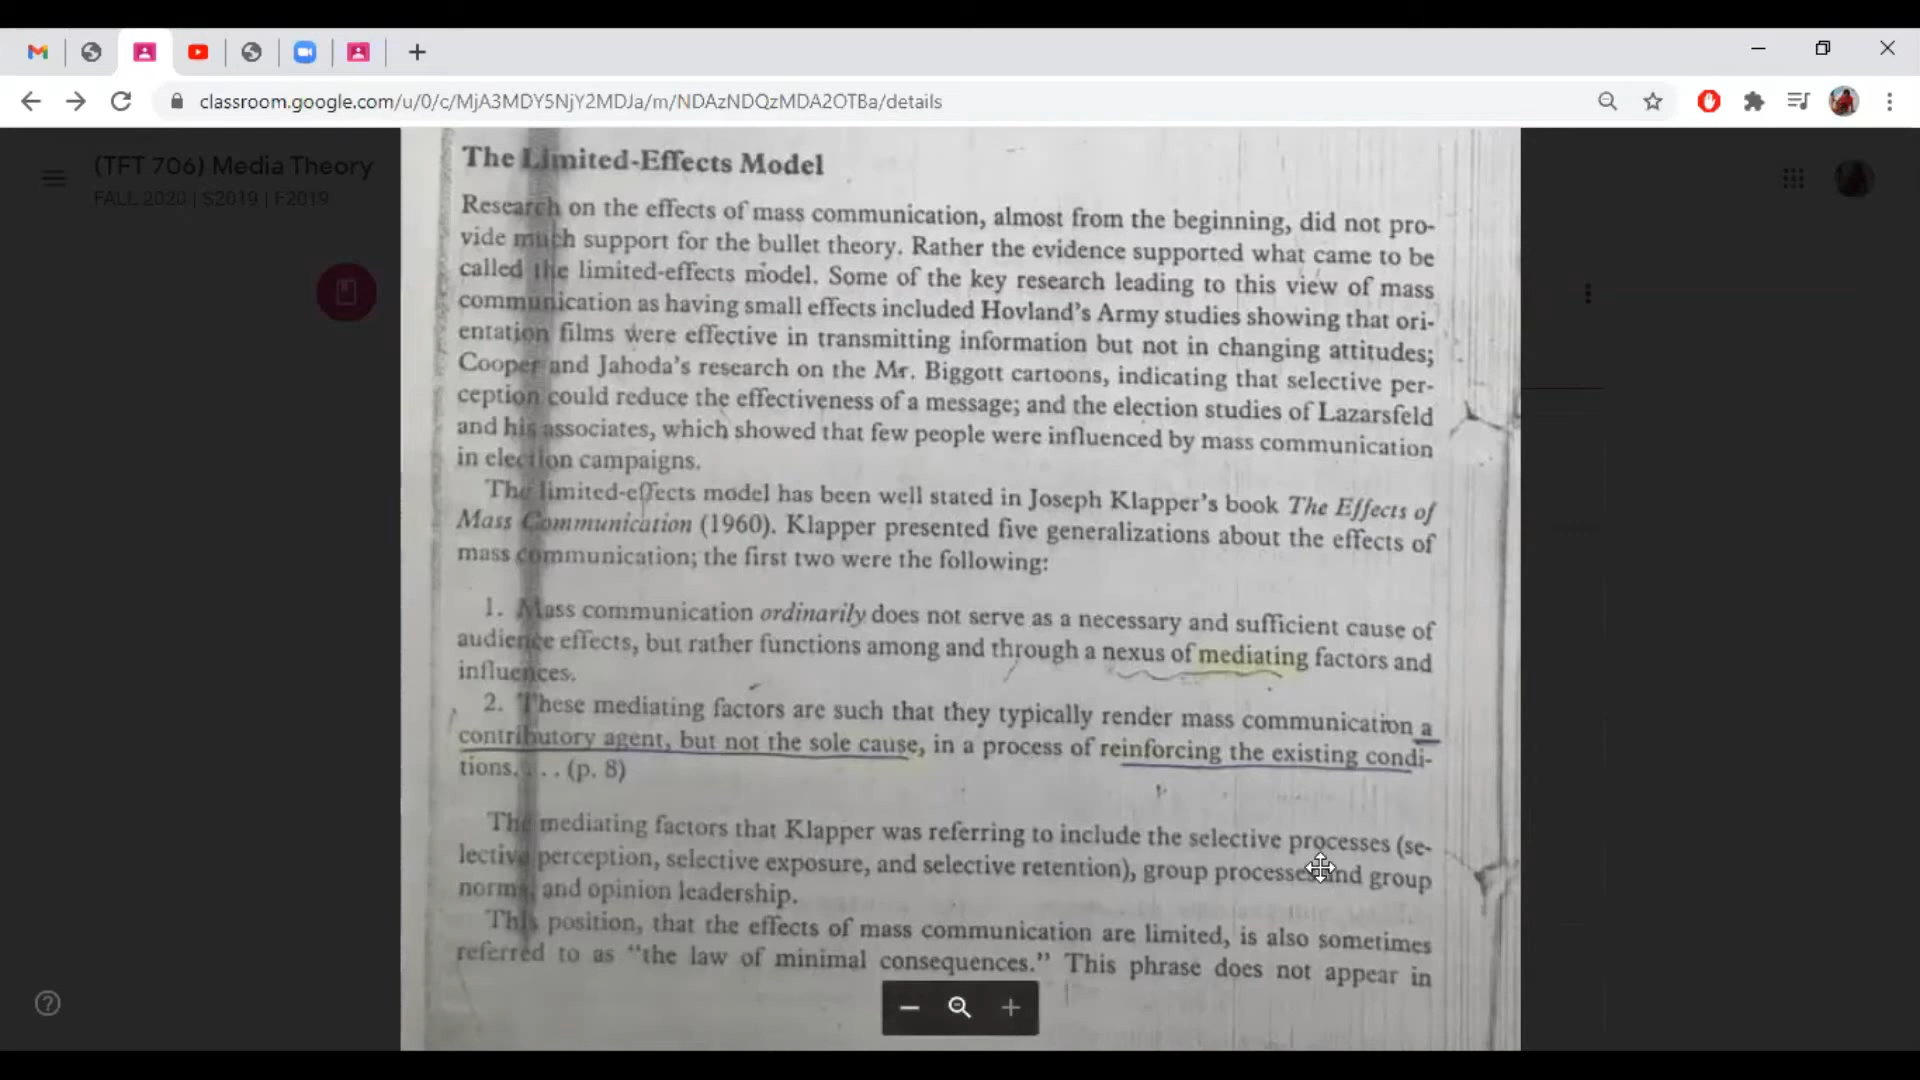 classroom.google.com/u/0/c/MjA3MDY5NjY2MDJa/m/NDAzNDQzMDA2OTBa/details
(TFT 706) Media Theory
FALL 2020 | S2019 | F2019
The Limited-Effects Model
Research on the effects of mass communication, almost from the beginning, did not pro-
vide much support for the bullet theory. Rather the evidence supported what came to be
called the limited-effects model. Some of the key research leading to this view of mass
communication as having small effects included Hovland's Army studies showing that ori-
entation films were effective in transmitting information but not in changing attitudes;
Cooper and Jahoda's research on the Mr. Biggott cartoons, indicating that selective per-
ception could reduce the effectiveness of a message; and the election studies of Lazarsfeld
and his associates, which showed that few people were influenced by mass communication
in election campaigns.
The limited-effects model has been well stated in Joseph Klapper's book The Effects of
Mass Communication (1960). Klapper presented five generalizations about the effects of
mass communication; the first two were the following:
1. Mass communication ordinarily does not serve as a necessary and sufficient cause of
audience effects, but rather functions among and through a nexus of mediating factors and
influences.
2. These mediating factors are such that they typically render mass communication a
contributory agent, but not the sole cause, in a process of reinforcing the existing condi-
tions. . . . (p. 8)
The mediating factors that Klapper was referring to include the selective processes (se-
lective perception, selective exposure, and selective retention), group processes and group
norms, and opinion leadership.
This position, that the effects of mass communication are limited, is also sometimes
referred to as "the law of minimal consequences." This phrase does not appear in